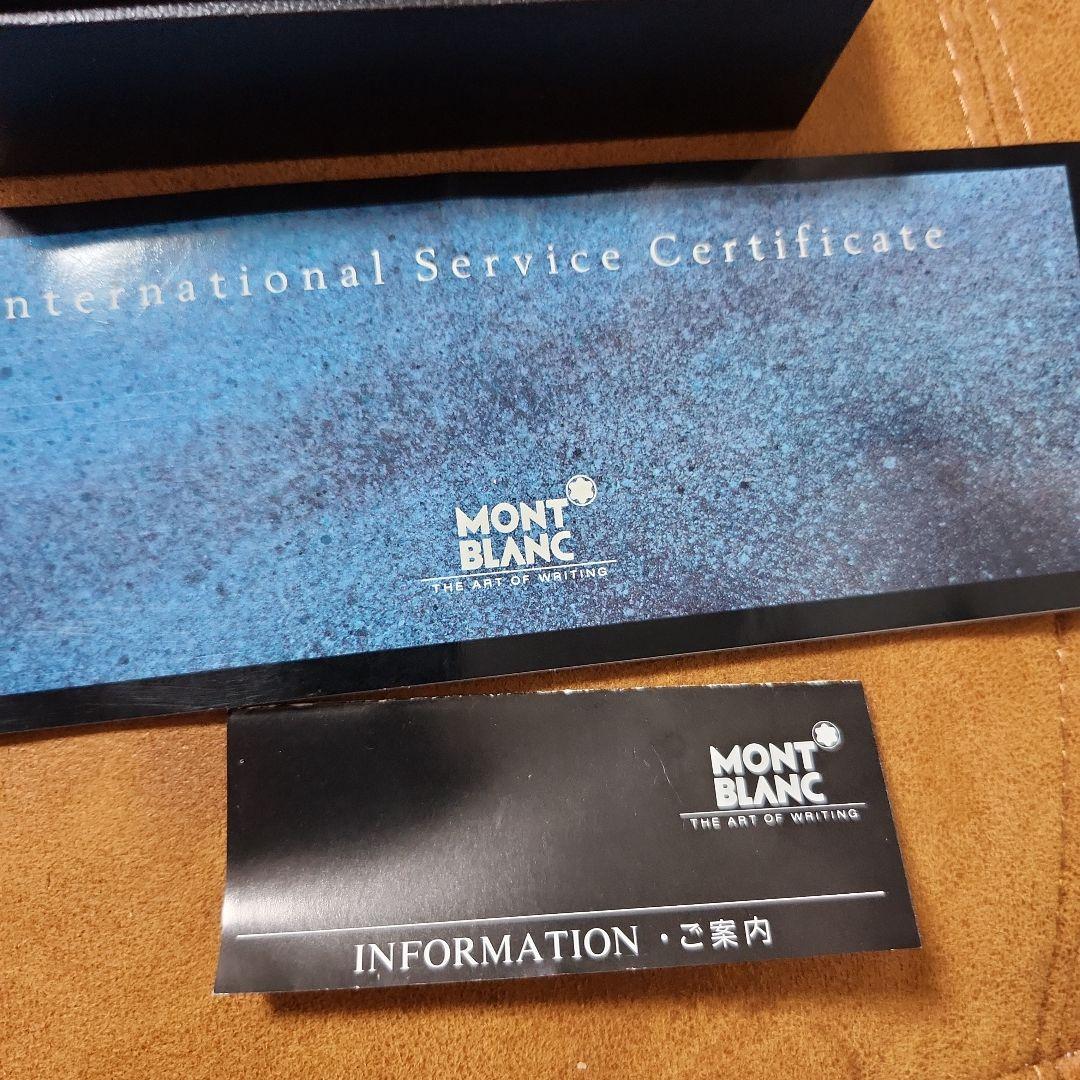 nternational Service Certificate
MONT
BLANC
THE ART OF WRITING
MONT
BLANC
THE ART OF WRITING
INFORMATION・ご案内